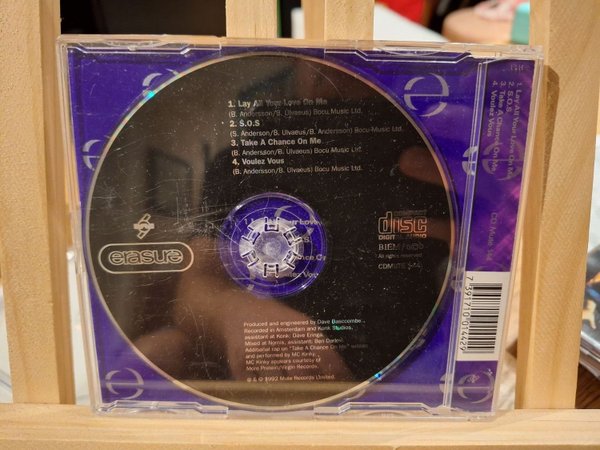 1. Lay All Your Love On Me
(B. Andersson/B. Ulvaeus) Bocu Music Ltd.
2. S.O.S
(S. Anderson/B. Ulvaeus) Bocu Music Ltd.
3. Take A Chance On Me
(B. Andersson/B. Ulvaeus) Bocu Music Ltd.
4. Voulez Vous
(B. Andersson/B. Ulvaeus) Bocu Music Ltd.
erasure
COMPACT
disc
DIGITAL AUDIO
BIEM/
All rights reserved
CDMUTE
Produced and engineered by Dave Bascombe.
Recorded in Amsterdam and Konk Studios,
assistant at Konk: Dave Eringa.
Mixed at Nomis, assistant: Ben
Additional rap on "Take A Chance On Me" written
and performed by MC Kinky.
MC Kinky appears courtesy of
More Protein/Virgin Records.
℗ & © 1992 Mute Records Limited.
1. Lay All Your Love On Me
2. S.O.S
3. Take A Chance On Me
4. Voulez Vous